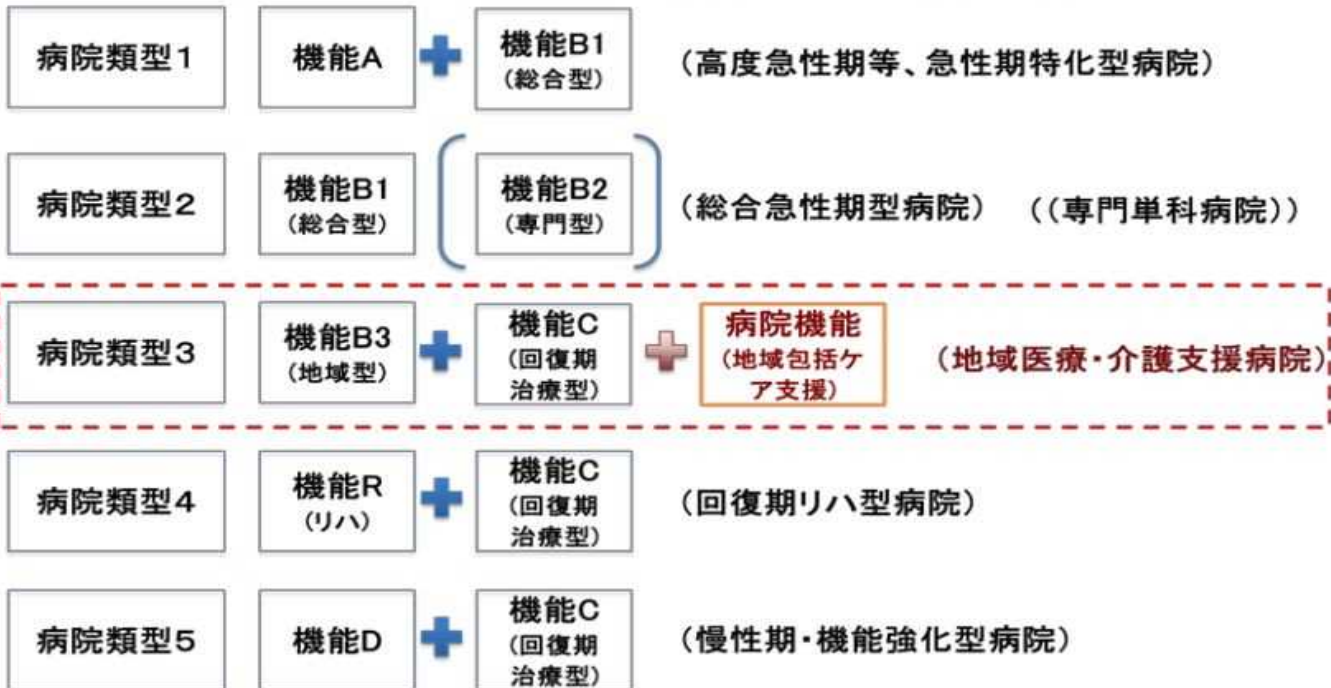 病院類型1 機能A 機能B1 (高度急性期等、急性期特化型病院)
(総合型)
病院類型2 機能B1 機能B2 (総合急性期型病院) ((専門単科病院))
(総合型) (専門型)
病院類型3 機能B3 機能C 病院機能 (地域医療・介護支援病院)
(地域型) (回復期 (地域包括ケ
治療型) ア支援)
病院類型4 機能R 機能C (回復期リハ型病院)
(リハ) (回復期
治療型)
病院類型5 機能D 機能C (慢性期・機能強化型病院)
(回復期
治療型)